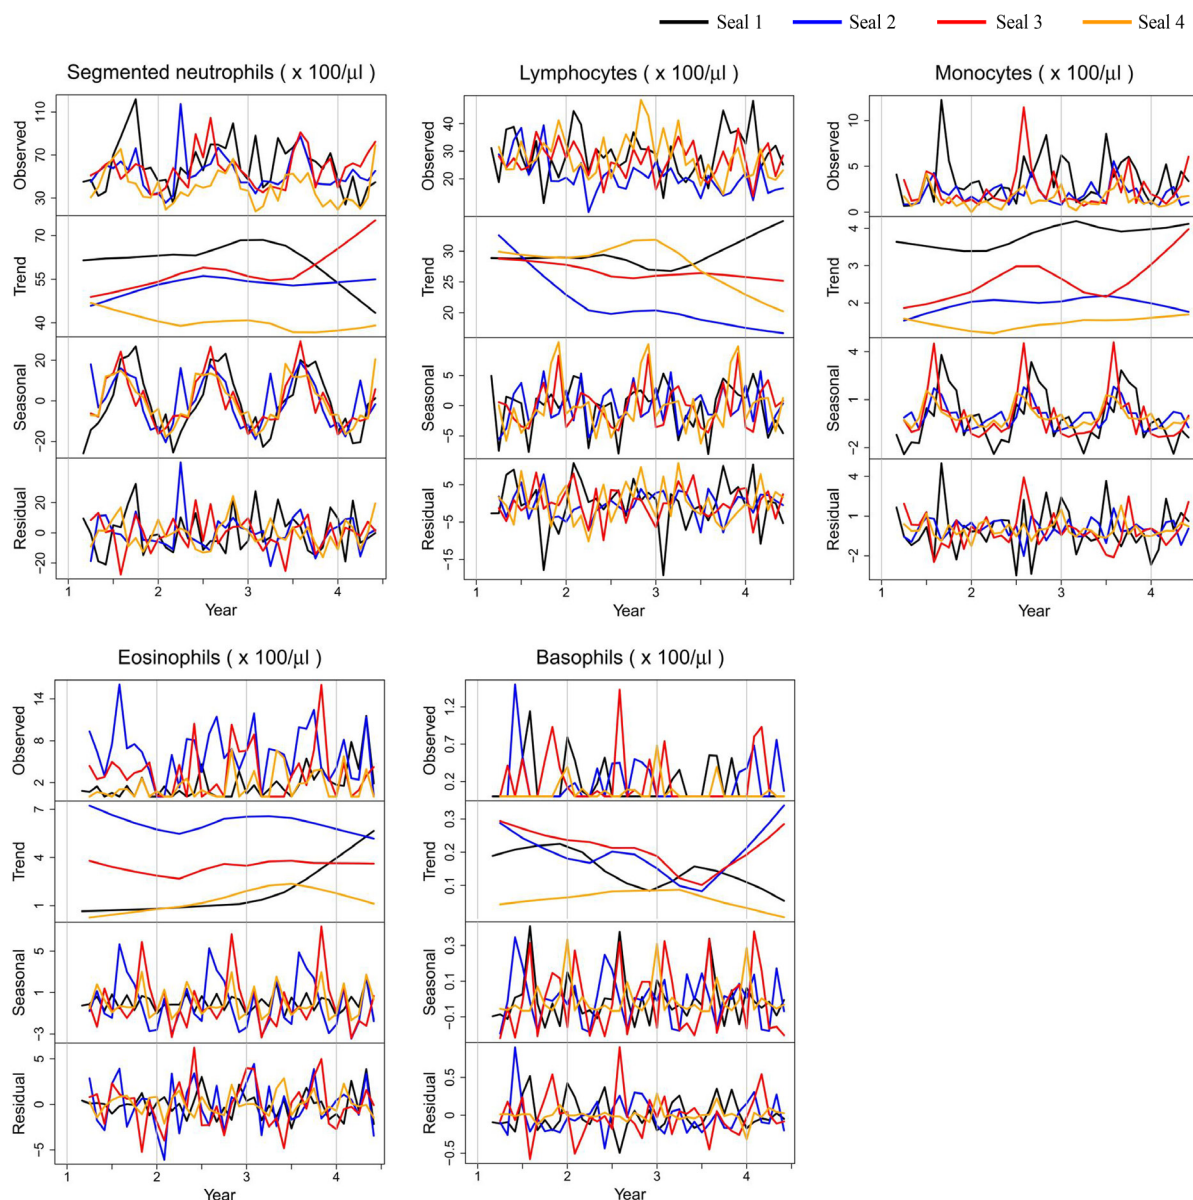 Seal 1 Seal 2 Seal 3 Seal 4
Segmented neutrophils ( x 100/μl ) Lymphocytes ( x 100/μl ) Monocytes ( x 100/μl )
Observed 30 70 110
Trend 40 55 70
Seasonal -20 0 20
Residual -20 0 20
1 2 3 4
Year
Observed 20 30 40
Trend 20 25 30
Seasonal -5 0 5
Residual -15 -5 5
1 2 3 4
Year
Observed 0 5 10
Trend 2 3 4
Seasonal -2 1 4
Residual -2 1 4
1 2 3 4
Year
Eosinophils ( x 100/μl ) Basophils ( x 100/μl )
Observed 2 8 14
Trend 1 4 7
Seasonal -3 1 5
Residual -5 0 5
1 2 3 4
Year
Observed 0.2 0.7 1.2
Trend 0.1 0.2 0.3
Seasonal -0.1 0.1 0.3
Residual -0.5 0 0.5
1 2 3 4
Year